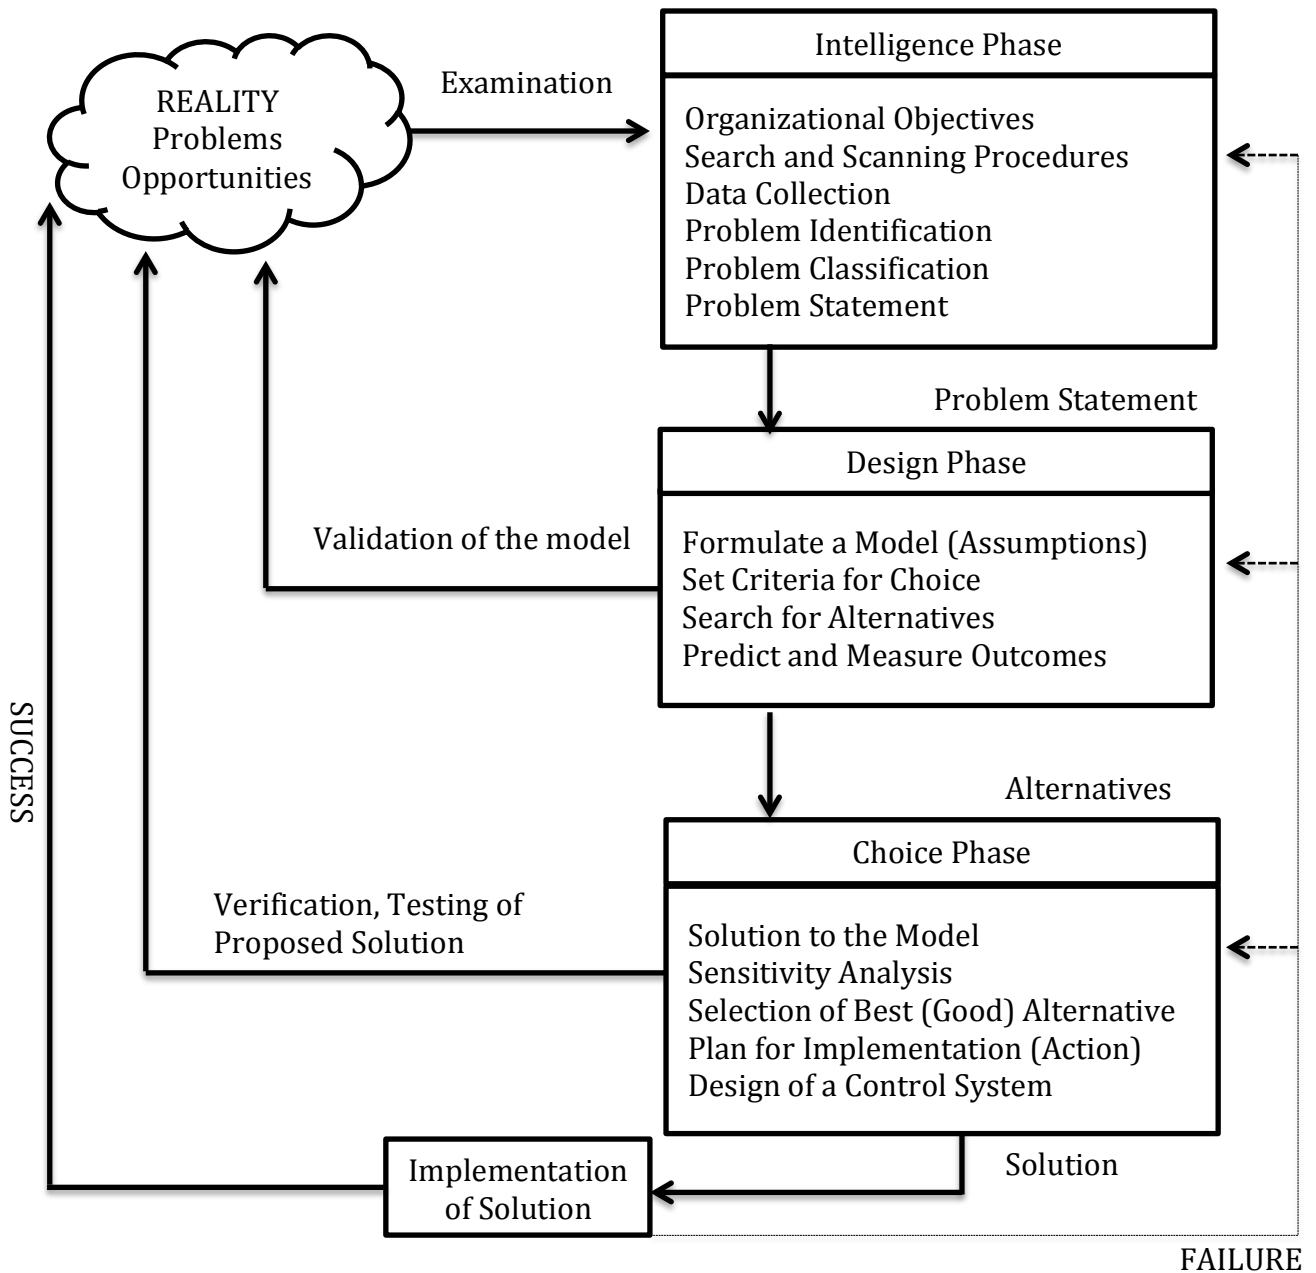 REALITY
Problems
Opportunities
Examination
Intelligence Phase
Organizational Objectives
Search and Scanning Procedures
Data Collection
Problem Identification
Problem Classification
Problem Statement
Problem Statement
Design Phase
Validation of the model
Formulate a Model (Assumptions)
Set Criteria for Choice
Search for Alternatives
Predict and Measure Outcomes
SUCCESS
Alternatives
Choice Phase
Verification, Testing of
Proposed Solution
Solution to the Model
Sensitivity Analysis
Selection of Best (Good) Alternative
Plan for Implementation (Action)
Design of a Control System
Solution
Implementation
of Solution
FAILURE